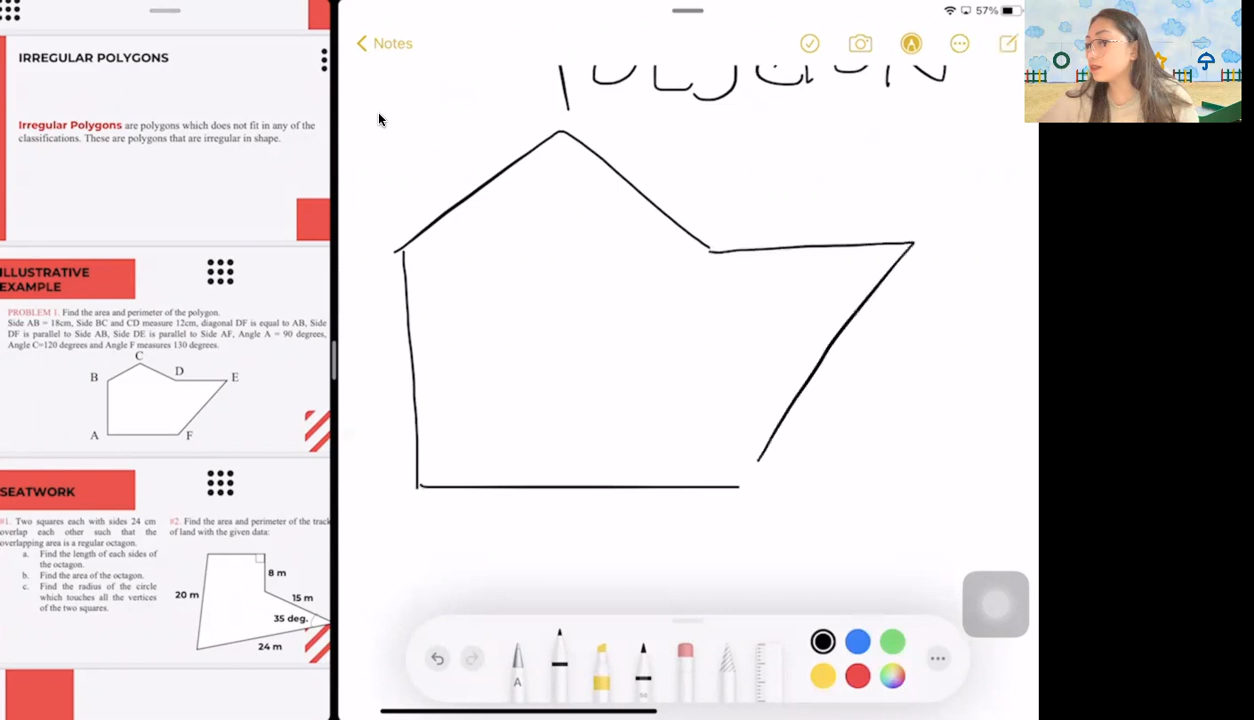 57%
Notes
IRREGULAR POLYGONS
Irregular Polygons are polygons which does not fit in any of the
classifications. These are polygons that are irregular in shape.
ILLUSTRATIVE
EXAMPLE
PROBLEM 1. Find the area and perimeter of the polygon.
Side AB = 18cm, Side BC and CD measure 12cm, diagonal DF is equal to AB, Side
DF is parallel to Side AB, Side DE is parallel to Side AF, Angle A = 90 degrees,
Angle C=120 degrees and Angle F measures 130 degrees.
C
B
D
E
A
F
SEATWORK
#1. Two squares each with sides 24 cm
overlap each other such that the
overlapping area is a regular octagon.
a. Find the length of each sides of
the octagon.
b. Find the area of the octagon.
c. Find the radius of the circle
which touches all the vertices
of the two squares.
#2. Find the area and perimeter of the track
of land with the given data:
8 m
20 m
15 m
35 deg.
24 m
A
50